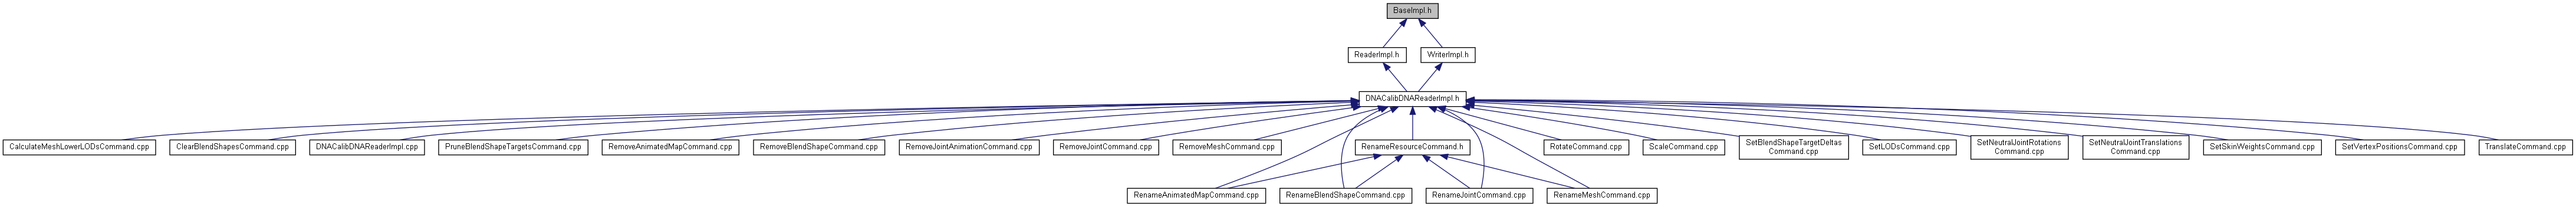 BaseImpl.h
ReaderImpl.h
WriterImpl.h
DNACalibDNAReaderImpl.h
CalculateMeshLowerLODsCommand.cpp
ClearBlendShapesCommand.cpp
DNACalibDNAReaderImpl.cpp
PruneBlendShapeTargetsCommand.cpp
RemoveAnimatedMapCommand.cpp
RemoveBlendShapeCommand.cpp
RemoveJointAnimationCommand.cpp
RemoveJointCommand.cpp
RemoveMeshCommand.cpp
RenameResourceCommand.h
RotateCommand.cpp
ScaleCommand.cpp
SetBlendShapeTargetDeltas
Command.cpp
SetLODsCommand.cpp
SetNeutralJointRotations
Command.cpp
SetNeutralJointTranslations
Command.cpp
SetSkinWeightsCommand.cpp
SetVertexPositionsCommand.cpp
TranslateCommand.cpp
RenameAnimatedMapCommand.cpp
RenameBlendShapeCommand.cpp
RenameJointCommand.cpp
RenameMeshCommand.cpp